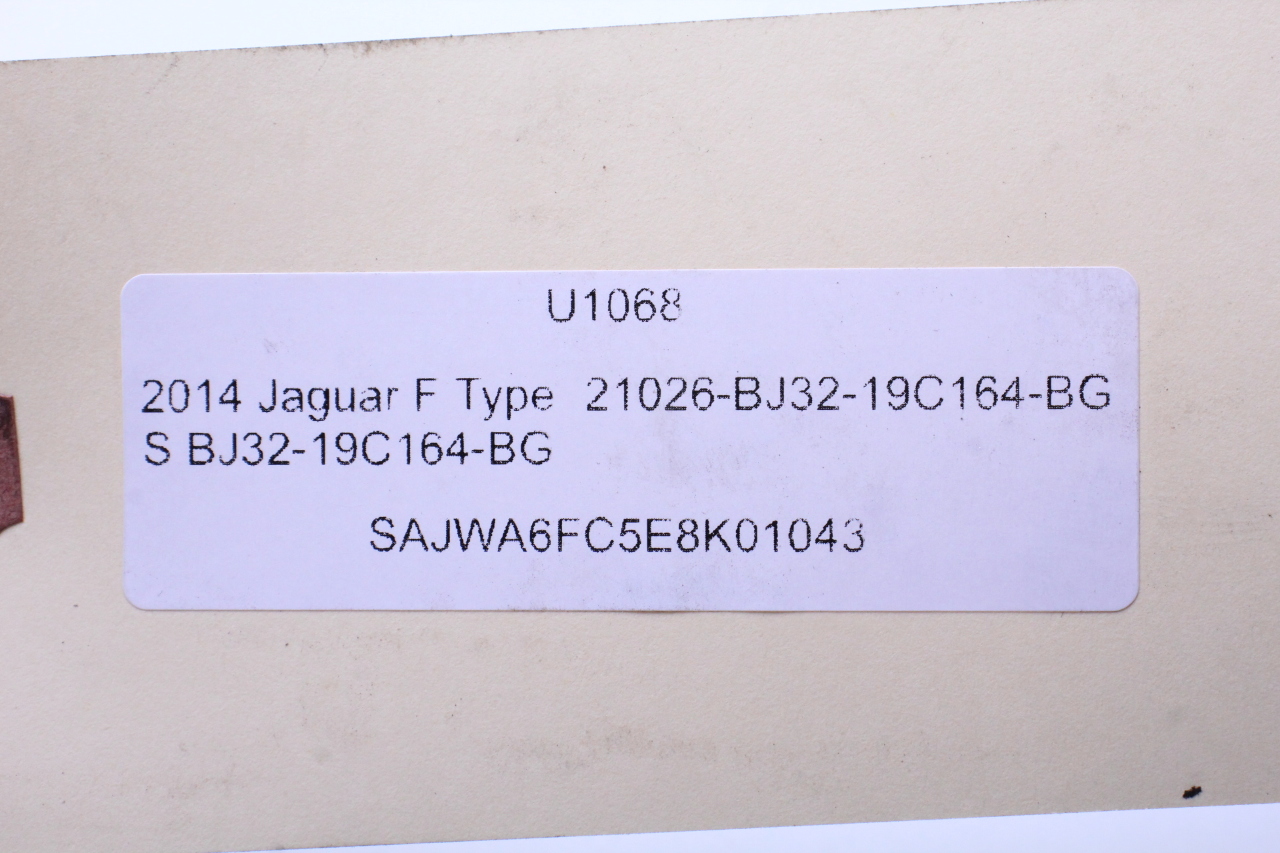 U1068
2014 Jaguar F Type 21026-BJ32-19C164-BG
S BJ32-19C164-BG
SAJWA6FC5E8K01043